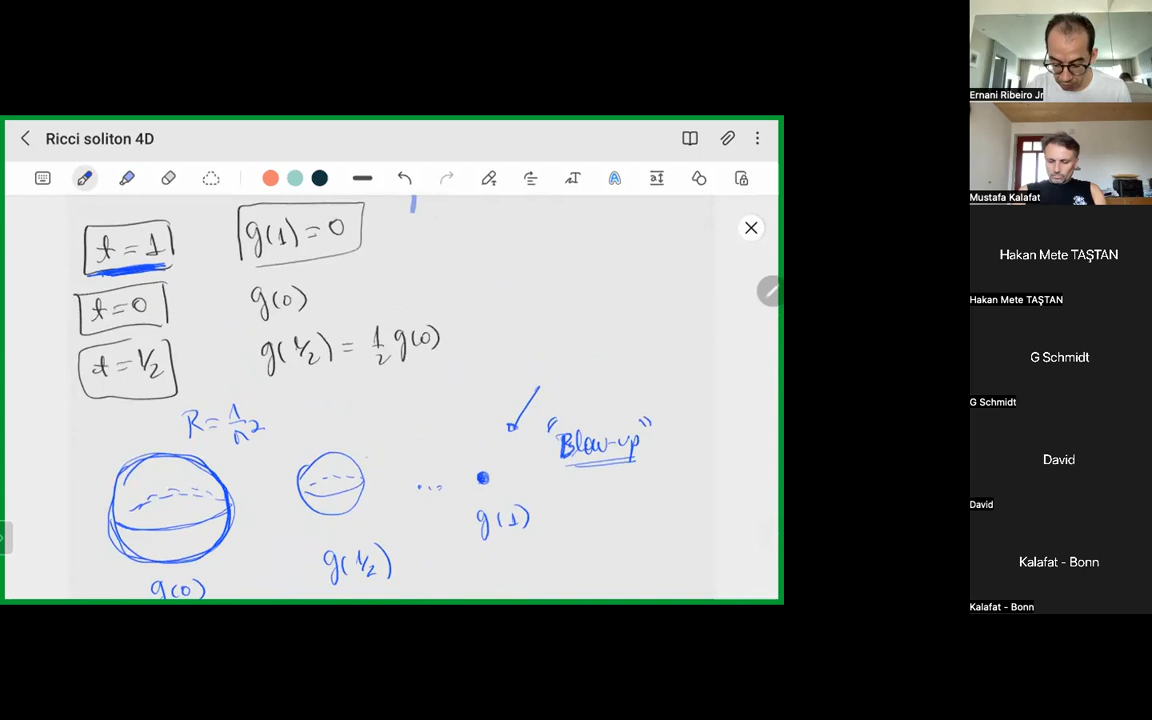 Ricci soliton 4D
t = 1
g(1) = 0
t = 0
g(0)
t = 1/2
g(1/2) = 1/2 g(0)
R = 1/r²
"Blow-up"
...
g(1)
g(1/2)
g(0)
Ernani Ribeiro Jr
Mustafa Kalafat
Hakan Mete TAŞTAN
Hakan Mete TAŞTAN
G Schmidt
G Schmidt
David
David
Kalafat - Bonn
Kalafat - Bonn